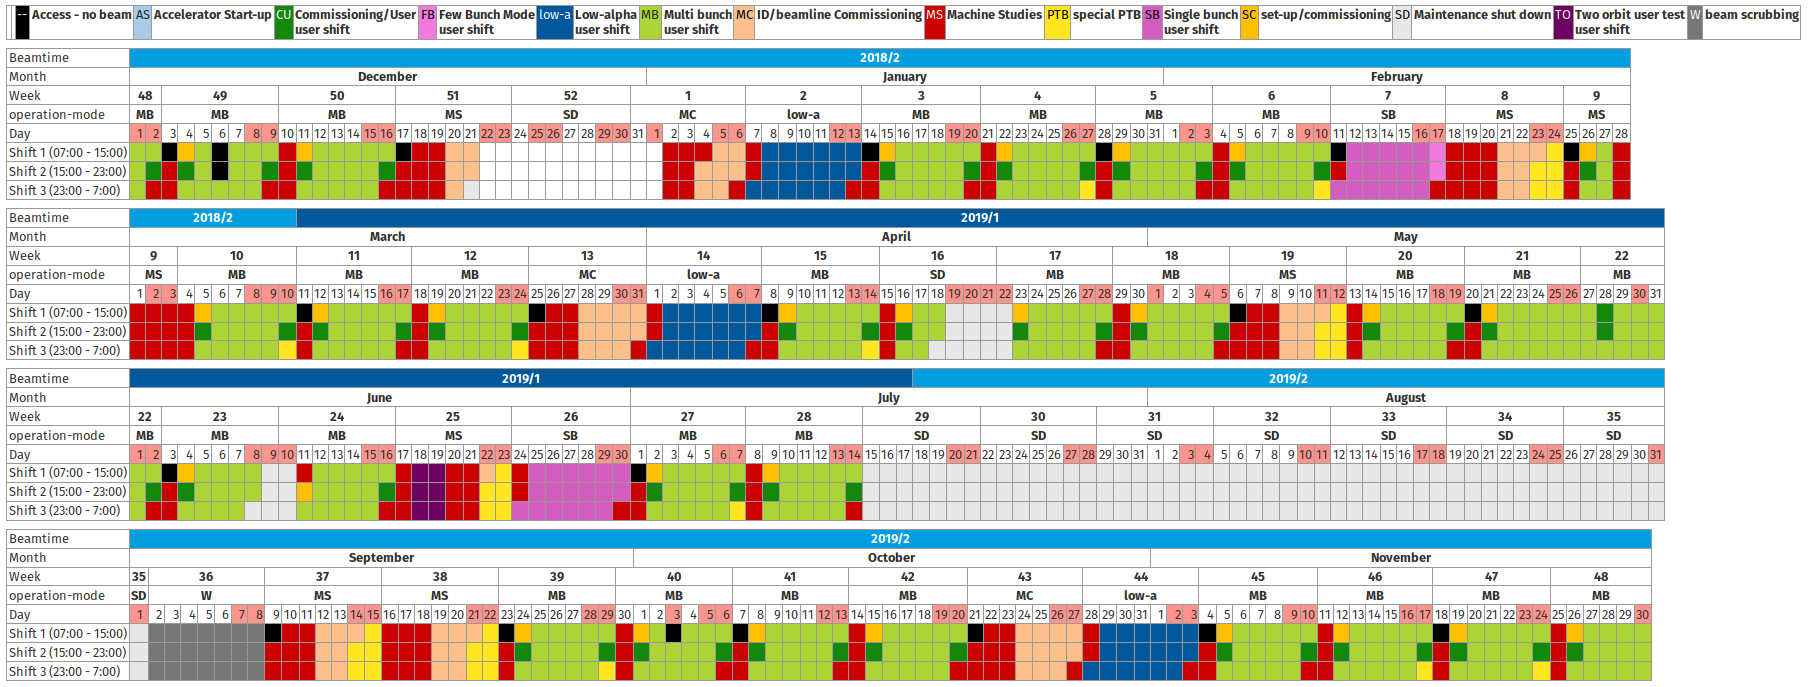 -- Access - no beam AS Accelerator Start-up CU Commissioning/User user shift FB Few Bunch Mode user shift low-a Low-alpha user shift MB Multi bunch user shift MC ID/beamline Commissioning MS Machine Studies PTB special PTB SB Single bunch user shift SC set-up/commissioning SD Maintenance shut down TO Two orbit user test user shift W beam scrubbing
Beamtime 2018/2
Month December January February
Week 48 49 50 51 52 1 2 3 4 5 6 7 8 9
operation-mode MB MB MB MS SD MC low-a MB MB MB MB SB MS MS
Day 1 2 3 4 5 6 7 8 9 10 11 12 13 14 15 16 17 18 19 20 21 22 23 24 25 26 27 28 29 30 31 1 2 3 4 5 6 7 8 9 10 11 12 13 14 15 16 17 18 19 20 21 22 23 24 25 26 27 28 29 30 31 1 2 3 4 5 6 7 8 9 10 11 12 13 14 15 16 17 18 19 20 21 22 23 24 25 26 27 28
Shift 1 (07:00 - 15:00)
Shift 2 (15:00 - 23:00)
Shift 3 (23:00 - 7:00)
Beamtime 2018/2 2019/1
Month March April May
Week 9 10 11 12 13 14 15 16 17 18 19 20 21 22
operation-mode MS MB MB MB MC low-a MB SD MB MB MS MB MB MB
Day 1 2 3 4 5 6 7 8 9 10 11 12 13 14 15 16 17 18 19 20 21 22 23 24 25 26 27 28 29 30 31 1 2 3 4 5 6 7 8 9 10 11 12 13 14 15 16 17 18 19 20 21 22 23 24 25 26 27 28 29 30 1 2 3 4 5 6 7 8 9 10 11 12 13 14 15 16 17 18 19 20 21 22 23 24 25 26 27 28 29 30 31
Shift 1 (07:00 - 15:00)
Shift 2 (15:00 - 23:00)
Shift 3 (23:00 - 7:00)
Beamtime 2019/1 2019/2
Month June July August
Week 22 23 24 25 26 27 28 29 30 31 32 33 34 35
operation-mode MB MB MB MS SB MB MB SD SD SD SD SD SD SD
Day 1 2 3 4 5 6 7 8 9 10 11 12 13 14 15 16 17 18 19 20 21 22 23 24 25 26 27 28 29 30 1 2 3 4 5 6 7 8 9 10 11 12 13 14 15 16 17 18 19 20 21 22 23 24 25 26 27 28 29 30 31 1 2 3 4 5 6 7 8 9 10 11 12 13 14 15 16 17 18 19 20 21 22 23 24 25 26 27 28 29 30 31
Shift 1 (07:00 - 15:00)
Shift 2 (15:00 - 23:00)
Shift 3 (23:00 - 7:00)
Beamtime 2019/2
Month September October November
Week 35 36 37 38 39 40 41 42 43 44 45 46 47 48
operation-mode SD W MS MS MB MB MB MB MC low-a MB MB MB MB
Day 1 2 3 4 5 6 7 8 9 10 11 12 13 14 15 16 17 18 19 20 21 22 23 24 25 26 27 28 29 30 1 2 3 4 5 6 7 8 9 10 11 12 13 14 15 16 17 18 19 20 21 22 23 24 25 26 27 28 29 30 31 1 2 3 4 5 6 7 8 9 10 11 12 13 14 15 16 17 18 19 20 21 22 23 24 25 26 27 28 29 30
Shift 1 (07:00 - 15:00)
Shift 2 (15:00 - 23:00)
Shift 3 (23:00 - 7:00)